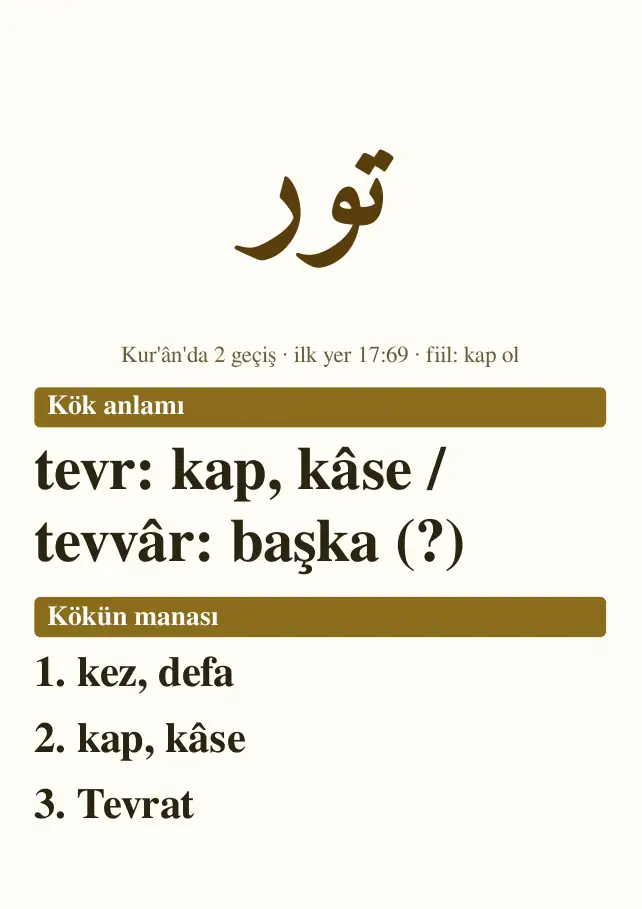 تور
Kur'ân'da 2 geçiş · ilk yer 17:69 · fiil: kap ol
Kök anlamı
tevr: kap, kâse /
tevvâr: başka (?)
Kökün manası
1. kez, defa
2. kap, kâse
3. Tevrat